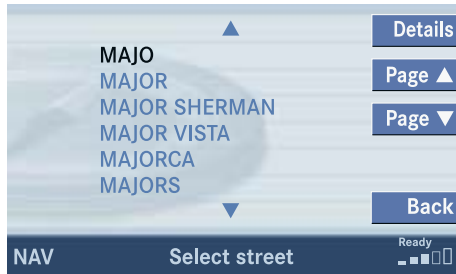 Details
MAJO
MAJOR
Page ▲
MAJOR SHERMAN
MAJOR VISTA
Page ▼
MAJORCA
MAJORS
Back
NAV
Select street
Ready